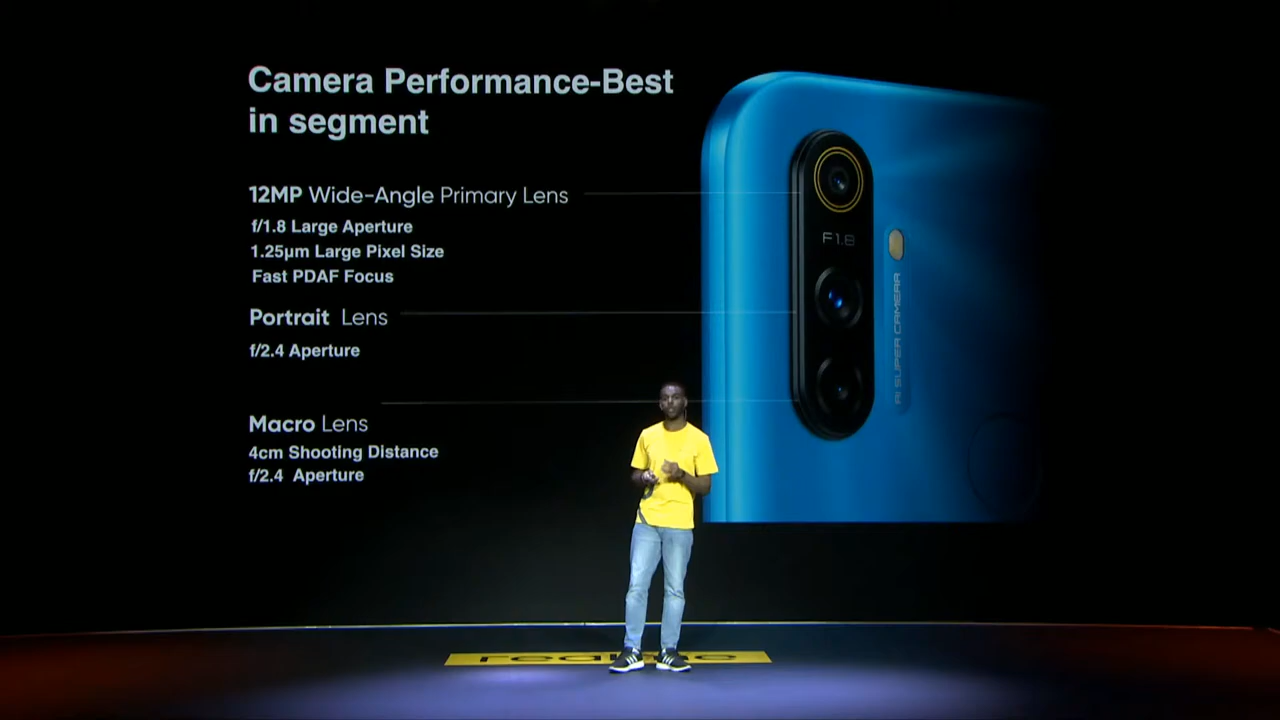 Camera Performance-Best
in segment
12MP Wide-Angle Primary Lens
f/1.8 Large Aperture
1.25μm Large Pixel Size
Fast PDAF Focus
Portrait Lens
f/2.4 Aperture
Macro Lens
4cm Shooting Distance
f/2.4 Aperture
F1.8
AI SUPER CAMERA